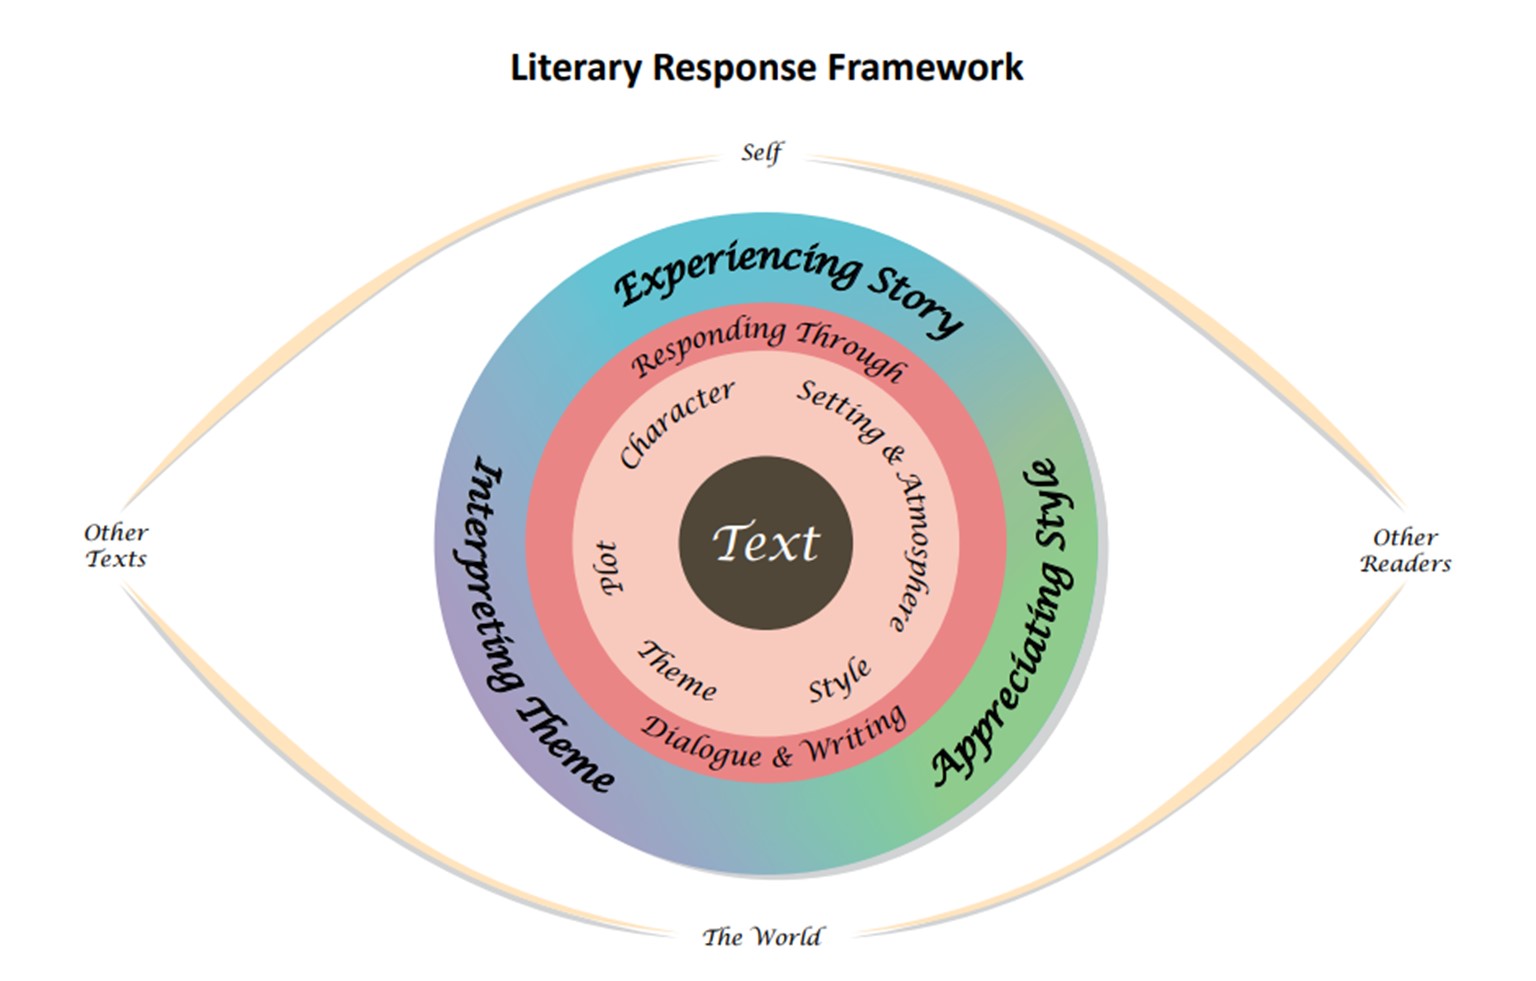 Literary Response Framework
Self
Experiencing Story
Responding Through
Character
Setting & Atmosphere
Interpreting Theme
Appreciating Style
Other
Texts
Plot
Text
Other
Readers
Theme
Style
Dialogue & Writing
The World